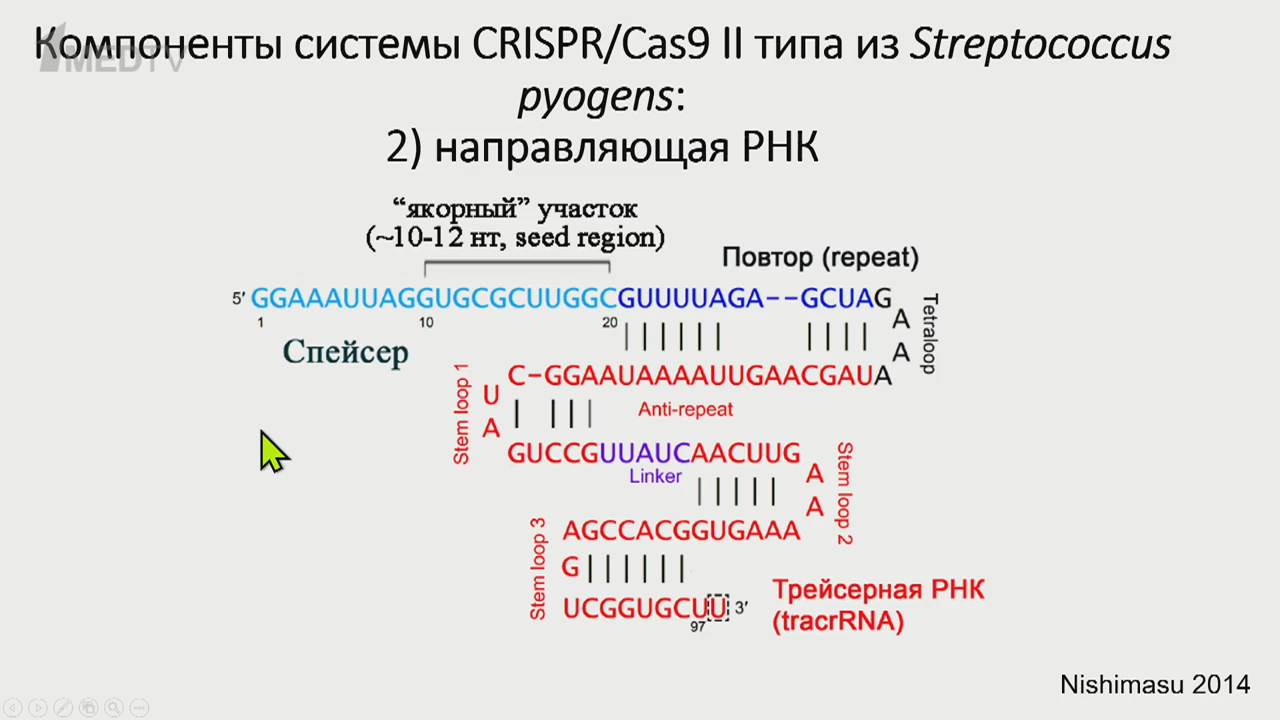 1MEDTV
Компоненты системы CRISPR/Cas9 II типа из Streptococcus
pyogens:
2) направляющая РНК
“якорный” участок
(~10-12 нт, seed region)
Повтор (repeat)
5′ GGAAAUUAGGUGCGCUUGGCGUUUUAGA--GCUAG
A
A
Tetraloop
1
10
20
Спейсер
C-GGAAUAAAAUUGAACGAUA
U
A
Stem loop 1
Anti-repeat
GUCCGUUAUCAACUUG
A
A
Linker
Stem loop 2
AGCCACGGUGAAA
G
Stem loop 3
UCGGUGCUU 3′
97
Трейсерная РНК
(tracrRNA)
Nishimasu 2014